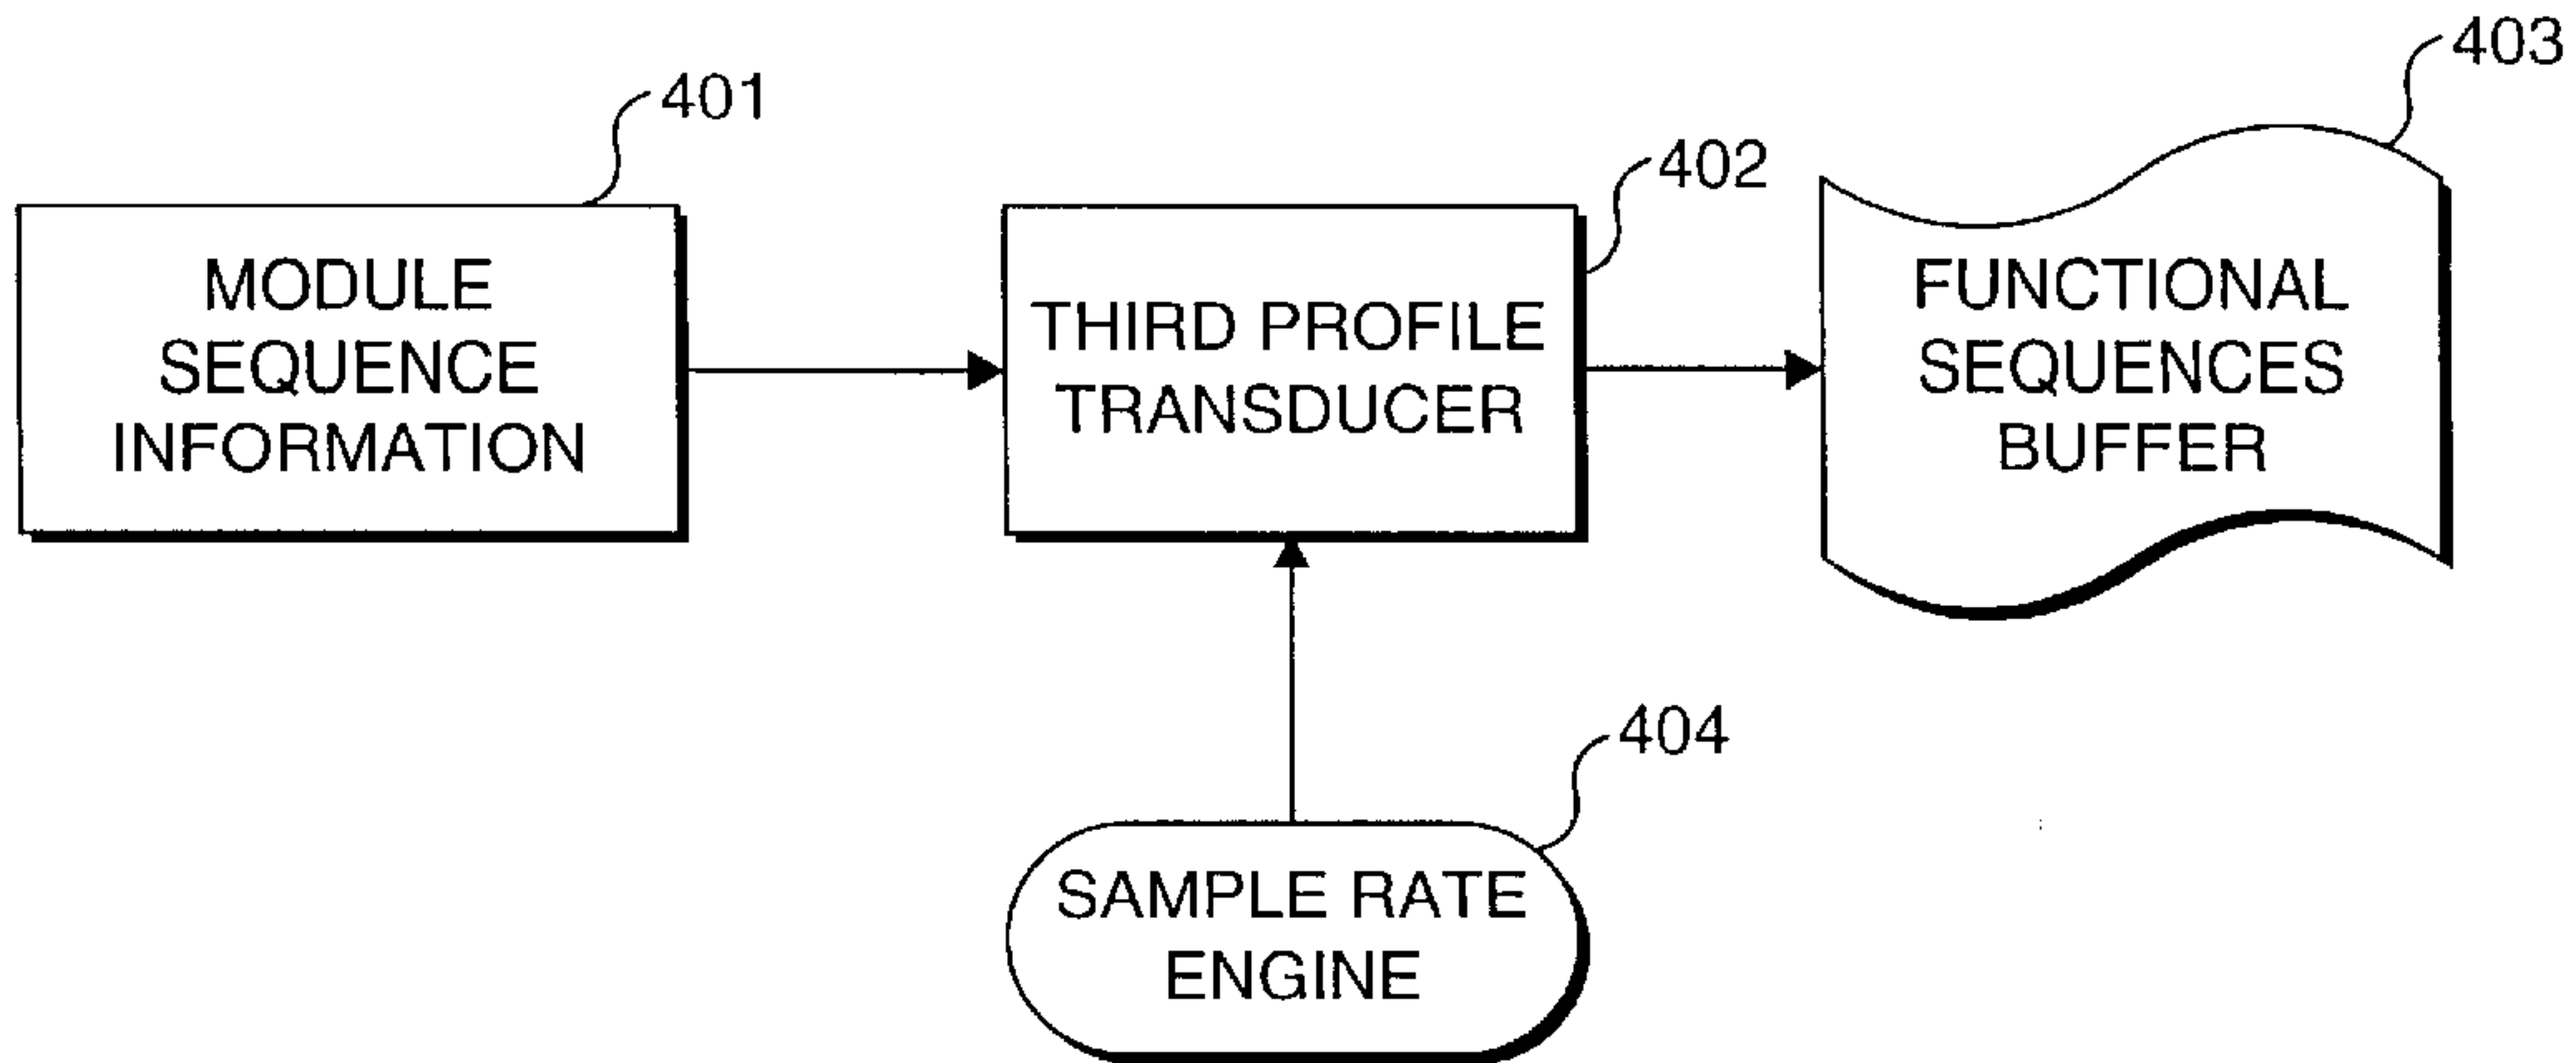 403
401
402
MODULE
SEQUENCE
INFORMATION
THIRD PROFILE
TRANSDUCER
FUNCTIONAL
SEQUENCES
BUFFER
404
SAMPLE RATE
ENGINE